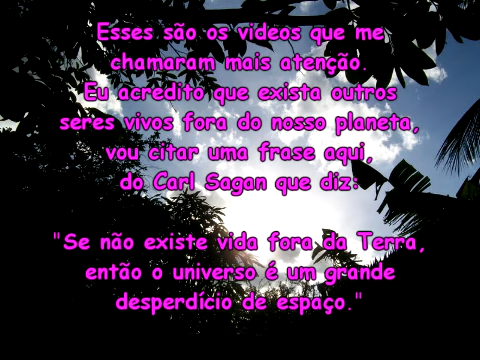 Esses são os videos que me
chamaram mais atenção.
Eu acredito que exista outros
seres vivos fora do nosso planeta,
vou citar uma frase aqui,
do Carl Sagan que diz:
"Se não existe vida fora da Terra,
então o universo é um grande
desperdício de espaço."